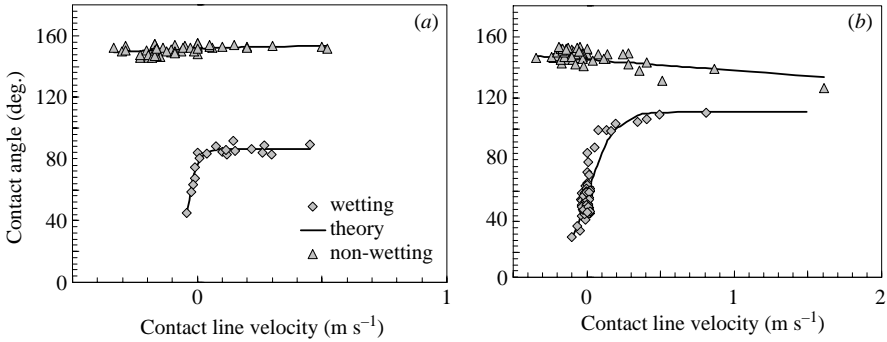 (a)
(b)
160
120
80
40
0
Contact angle (deg.)
wetting
theory
non-wetting
0
1
Contact line velocity (m s⁻¹)
160
120
80
40
0
0
1
2
Contact line velocity (m s⁻¹)